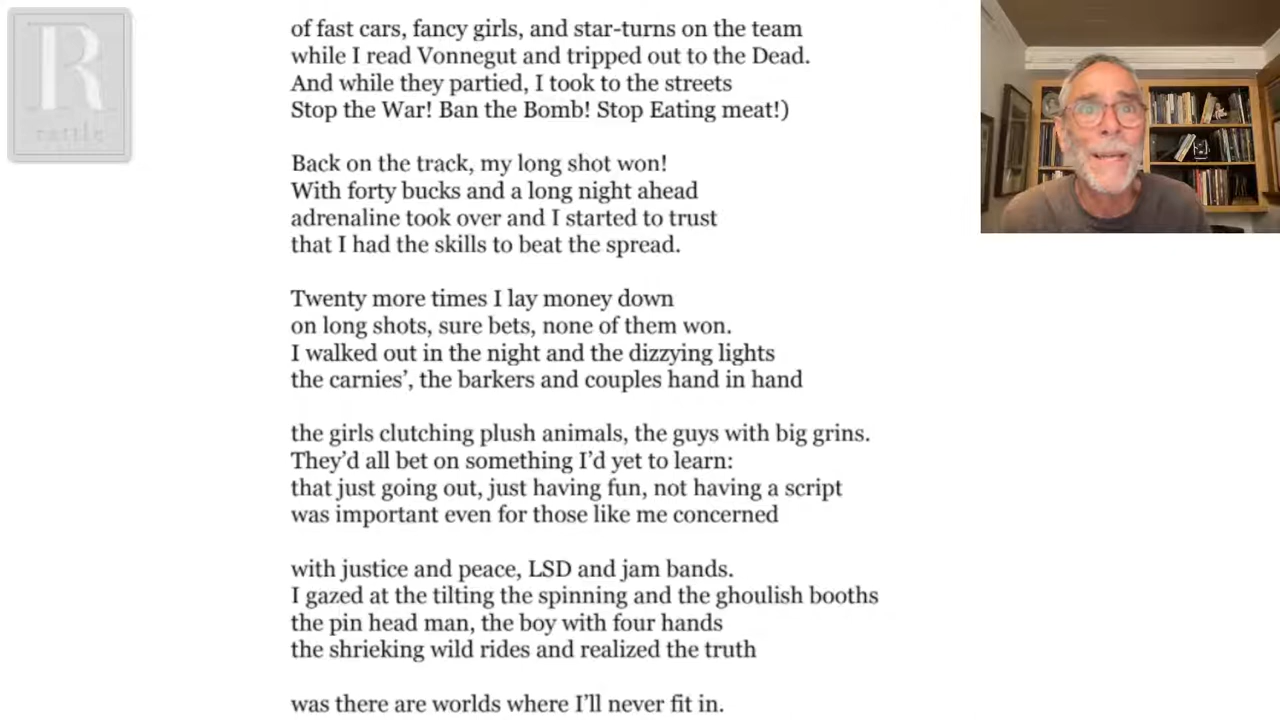 R
rattle
of fast cars, fancy girls, and star-turns on the team
while I read Vonnegut and tripped out to the Dead.
And while they partied, I took to the streets
Stop the War! Ban the Bomb! Stop Eating meat!)
Back on the track, my long shot won!
With forty bucks and a long night ahead
adrenaline took over and I started to trust
that I had the skills to beat the spread.
Twenty more times I lay money down
on long shots, sure bets, none of them won.
I walked out in the night and the dizzying lights
the carnies’, the barkers and couples hand in hand
the girls clutching plush animals, the guys with big grins.
They’d all bet on something I’d yet to learn:
that just going out, just having fun, not having a script
was important even for those like me concerned
with justice and peace, LSD and jam bands.
I gazed at the tilting the spinning and the ghoulish booths
the pin head man, the boy with four hands
the shrieking wild rides and realized the truth
was there are worlds where I’ll never fit in.